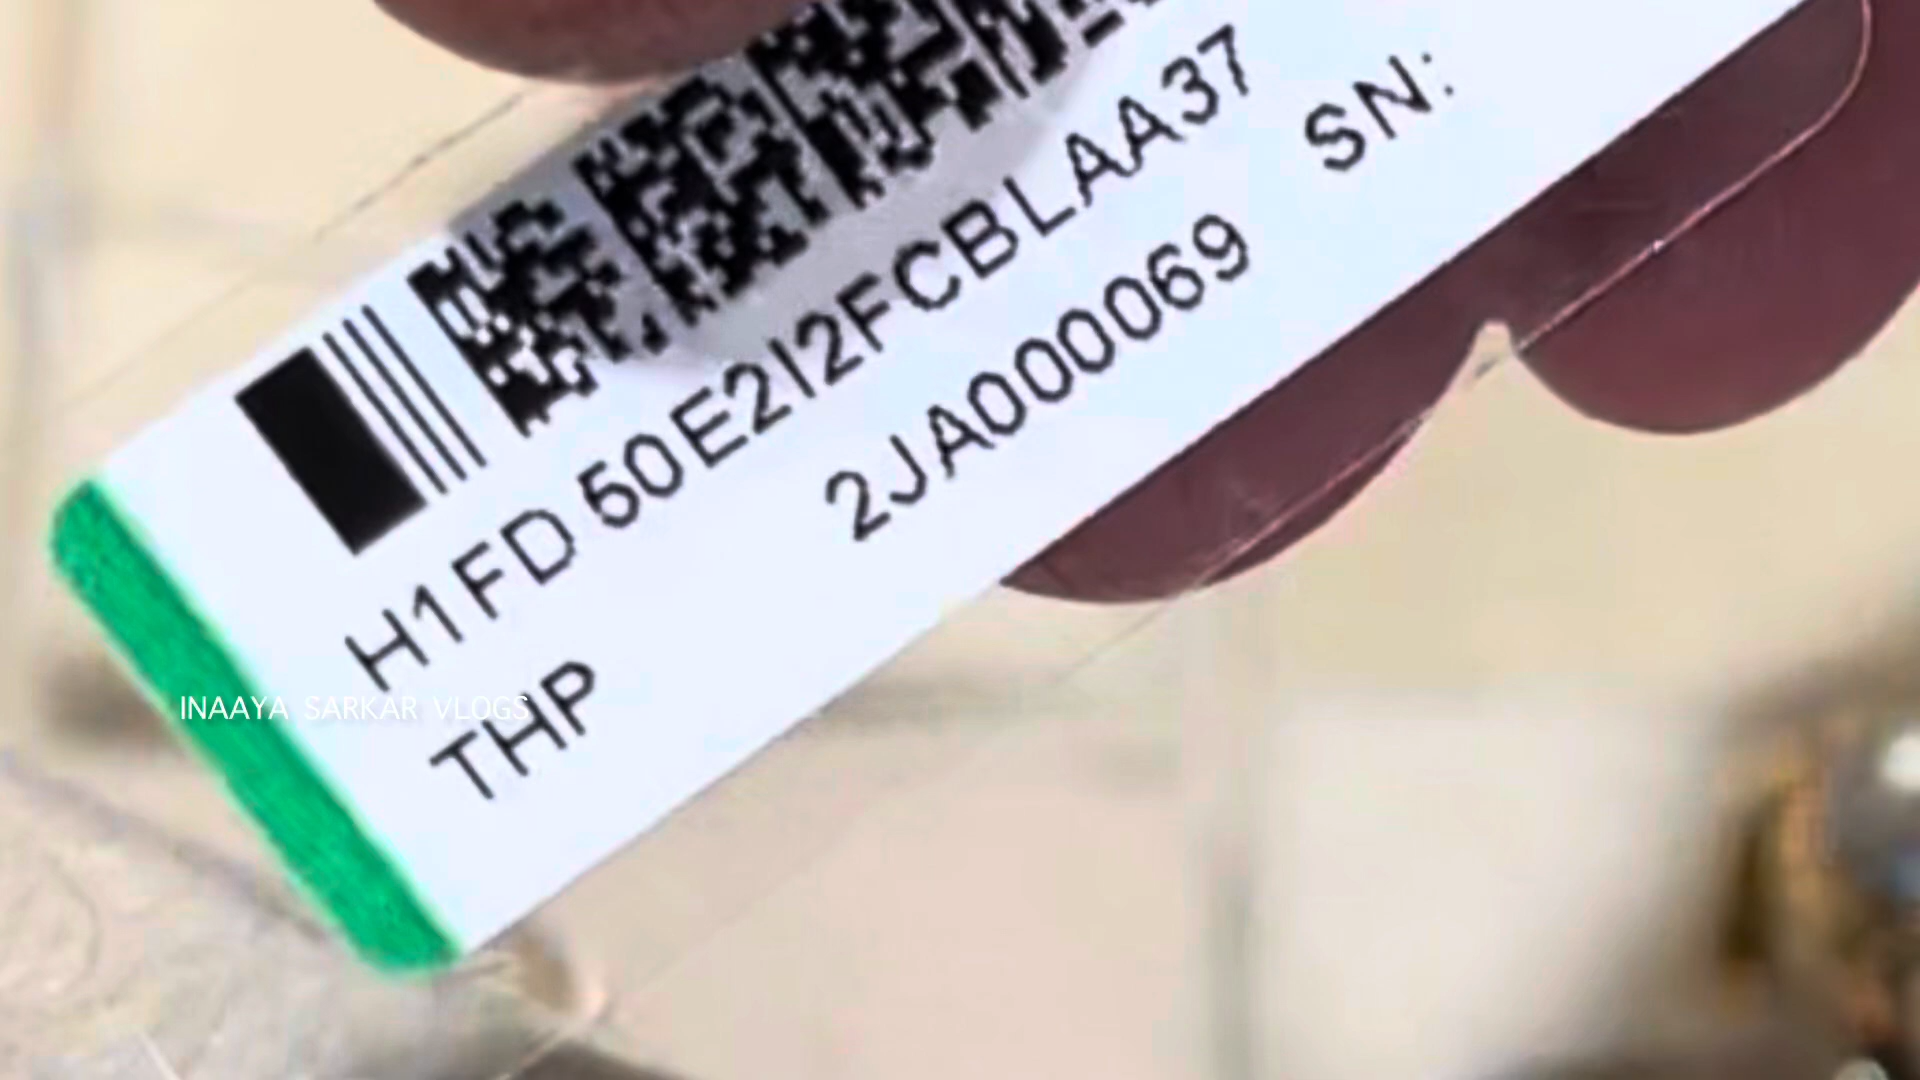 H1FD 50E2I2FCBLAA37
THP 2JA000069 SN:
INAAYA SARKAR VLOGS